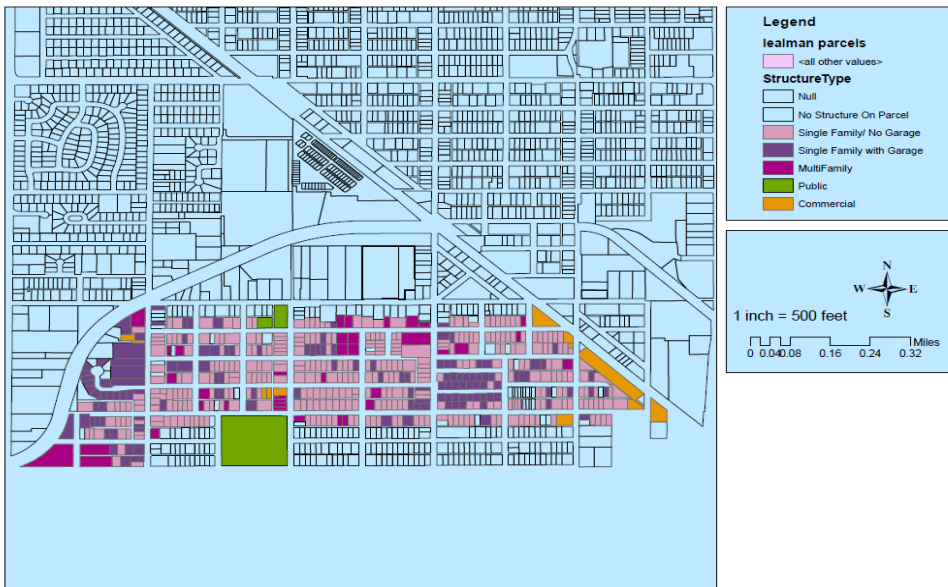 Legend
lealman parcels
<all other values>
StructureType
Null
No Structure On Parcel
Single Family/ No Garage
Single Family with Garage
MultiFamily
Public
Commercial
N
W E
S
1 inch = 500 feet
Miles
0 0.040.08 0.16 0.24 0.32